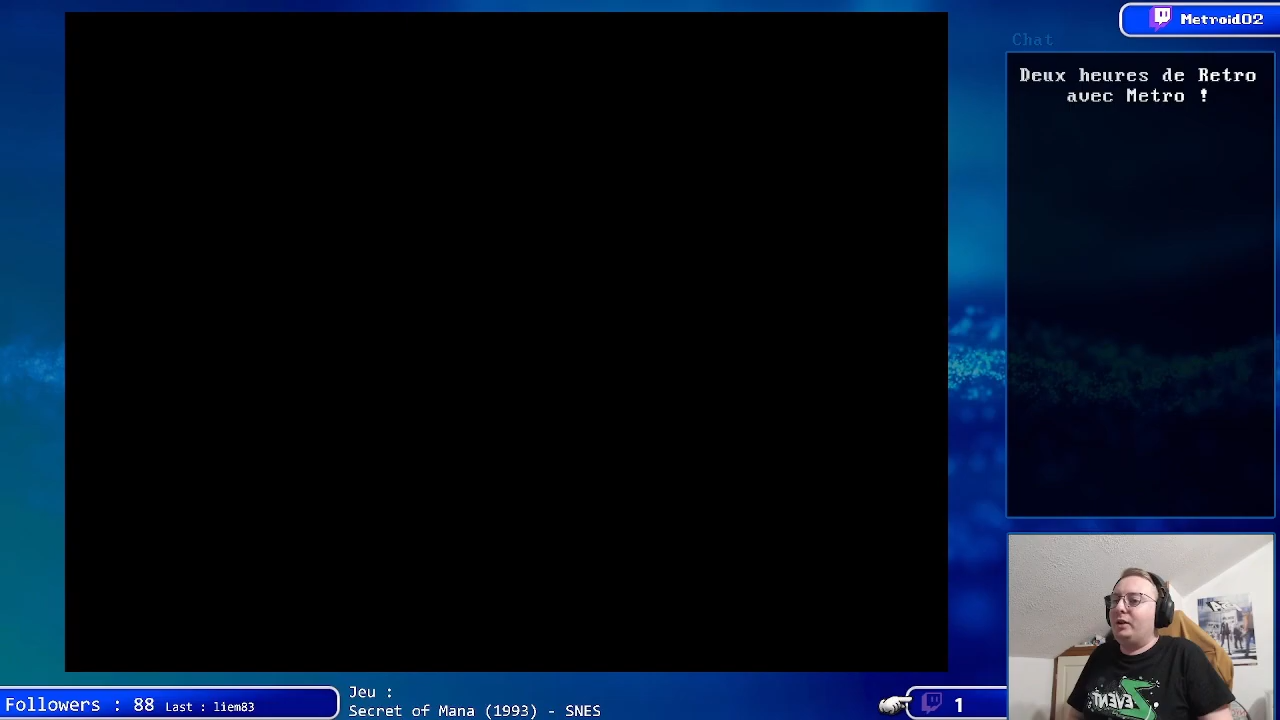 Metroid02
Chat
Deux heures de Retro
avec Metro !
Followers : 88 Last : liem83
Jeu :
Secret of Mana (1993) - SNES
1